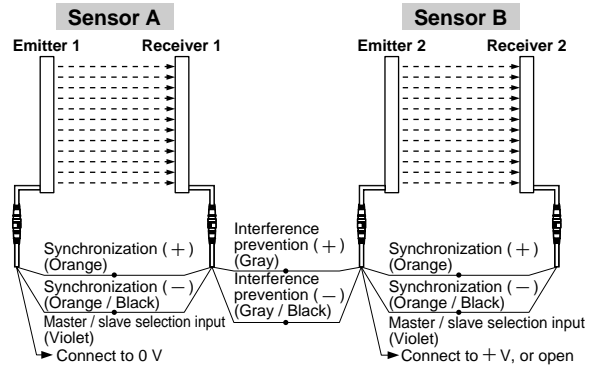 Sensor A
Sensor B
Emitter 1
Receiver 1
Emitter 2
Receiver 2
Synchronization (+)
(Orange)
Synchronization (−)
(Orange / Black)
Master / slave selection input
(Violet)
Connect to 0 V
Interference
prevention (+)
(Gray)
Interference
prevention (−)
(Gray / Black)
Synchronization (+)
(Orange)
Synchronization (−)
(Orange / Black)
Master / slave selection input
(Violet)
Connect to + V, or open